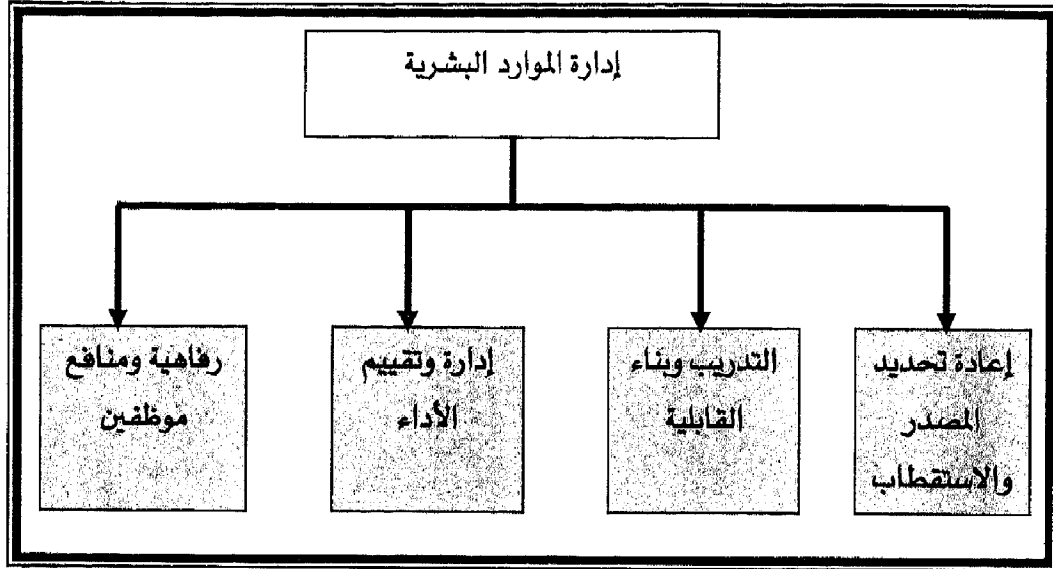 إدارة الموارد البشرية
إعادة تحديد
المصدر
والاستقطاب
التدريب وبناء
القابلية
إدارة وتقييم
الأداء
رفاهية ومنافع
موظفين